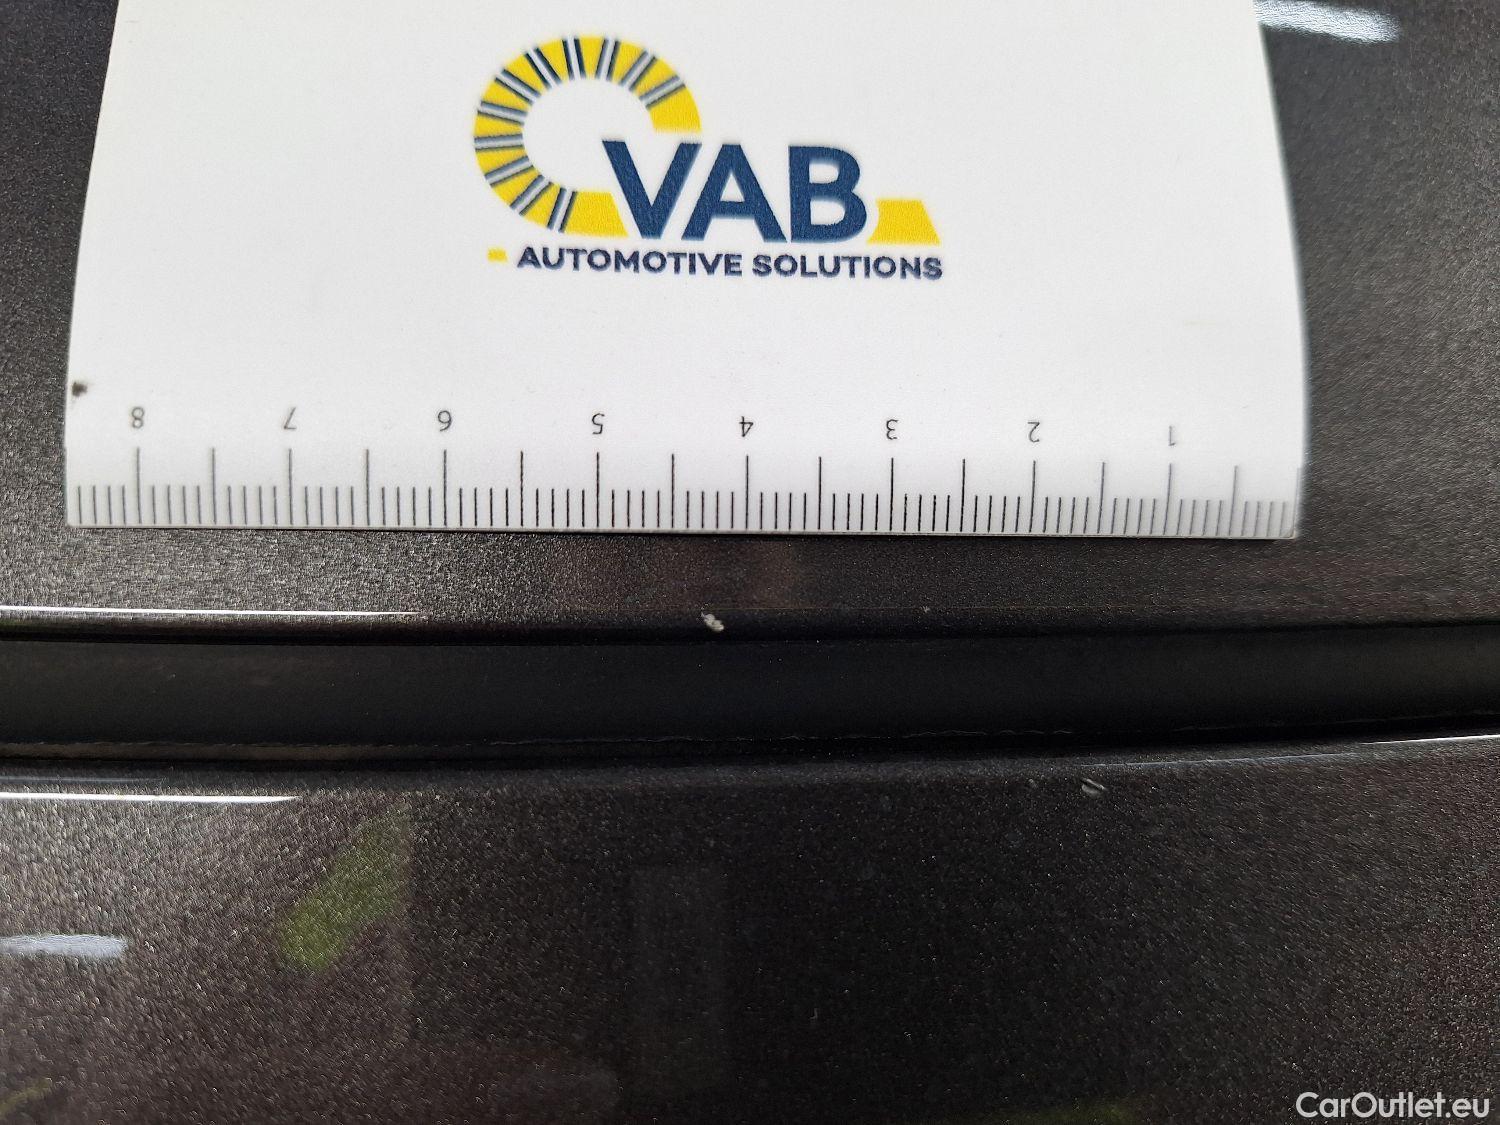 VAB
AUTOMOTIVE SOLUTIONS
8 7 6 5 4 3 2 1
CarOutlet.eu